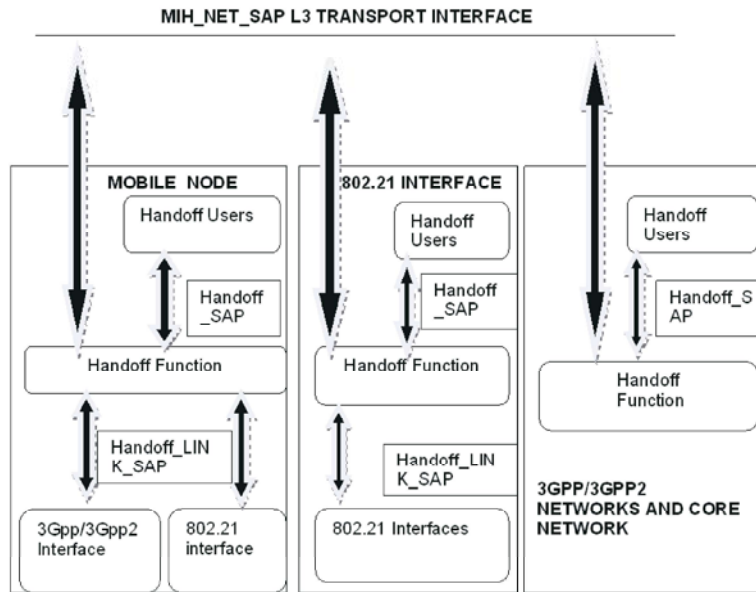 MIH_NET_SAP L3 TRANSPORT INTERFACE
MOBILE NODE
Handoff Users
Handoff
_SAP
Handoff Function
Handoff_LIN
K_SAP
3Gpp/3Gpp2
Interface
802.21
interface
802.21 INTERFACE
Handoff
Users
Handoff
_SAP
Handoff Function
Handoff_LIN
K_SAP
802.21 Interfaces
Handoff
Users
Handoff_S
AP
Handoff
Function
3GPP/3GPP2
NETWORKS AND CORE
NETWORK